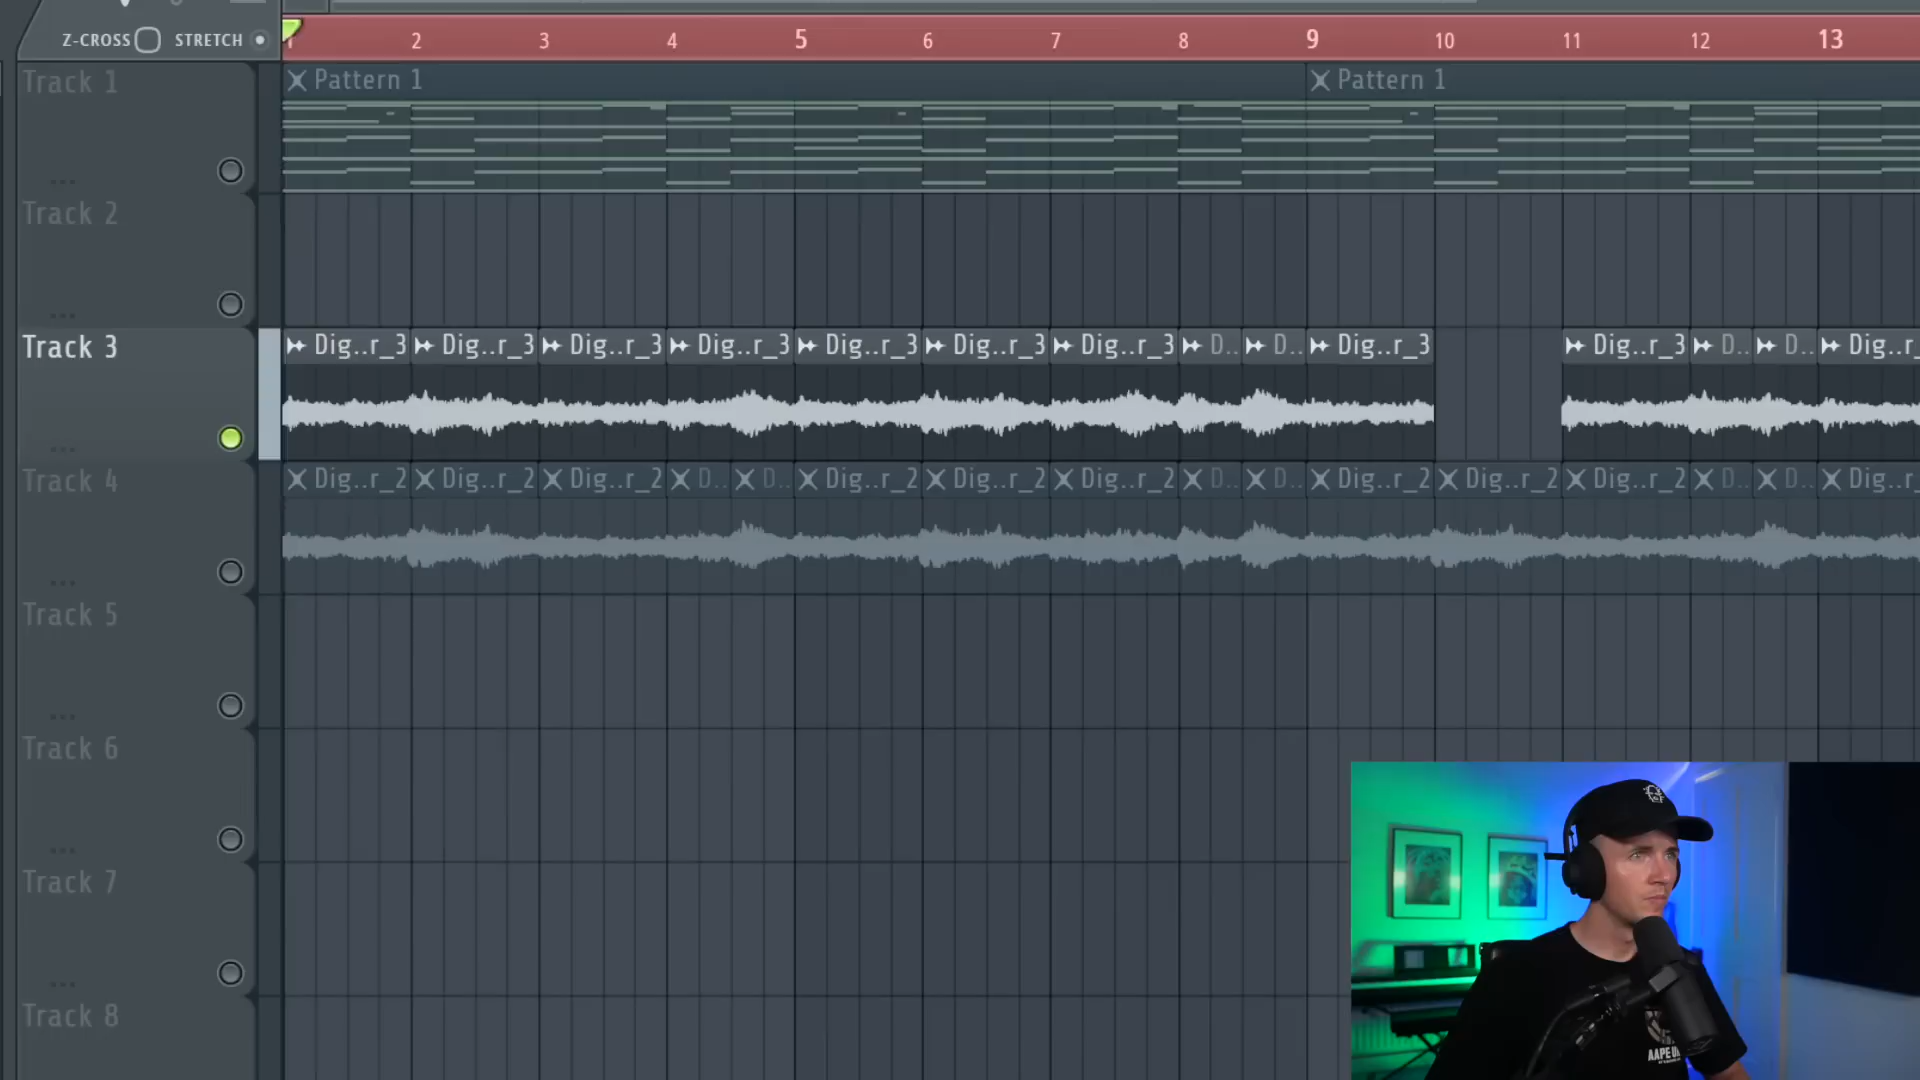 Z-CROSS STRETCH
1 2 3 4 5 6 7 8 9 10 11 12 13
Track 1
Pattern 1 Pattern 1
Track 2
Track 3
Dig..r_3 Dig..r_3 Dig..r_3 Dig..r_3 Dig..r_3 Dig..r_3 Dig..r_3 D.. D.. Dig..r_3 Dig..r_3 D.. D.. Dig..r_
Track 4
Dig..r_2 Dig..r_2 Dig..r_2 D.. D.. Dig..r_2 Dig..r_2 Dig..r_2 D.. D.. Dig..r_2 Dig..r_2 Dig..r_2 D.. D.. Dig..r_
Track 5
Track 6
Track 7
Track 8
AAPE